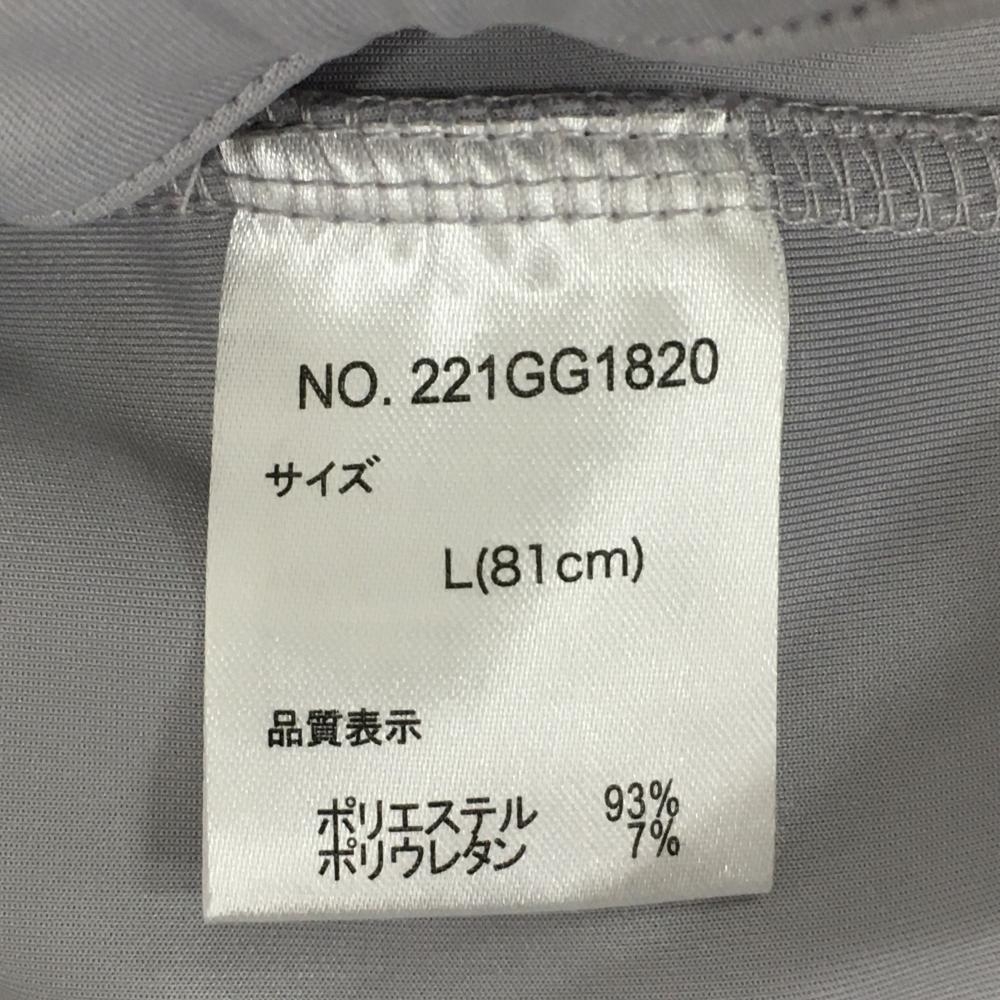 NO. 221GG1820
サイズ
L(81cm)
品質表示
ポリエステル 93%
ポリウレタン 7%